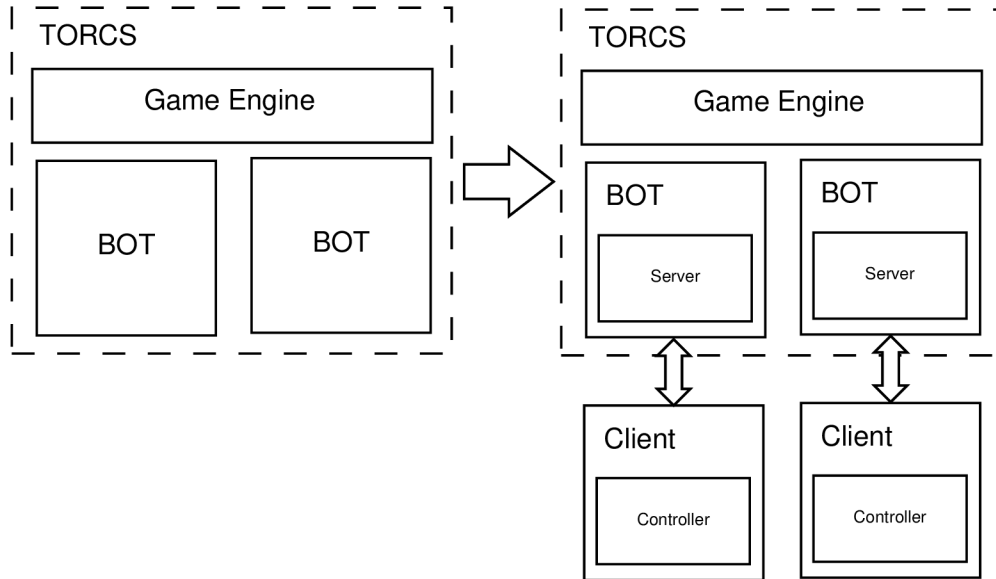 TORCS
Game Engine
BOT
BOT
TORCS
Game Engine
BOT
Server
BOT
Server
Client
Controller
Client
Controller